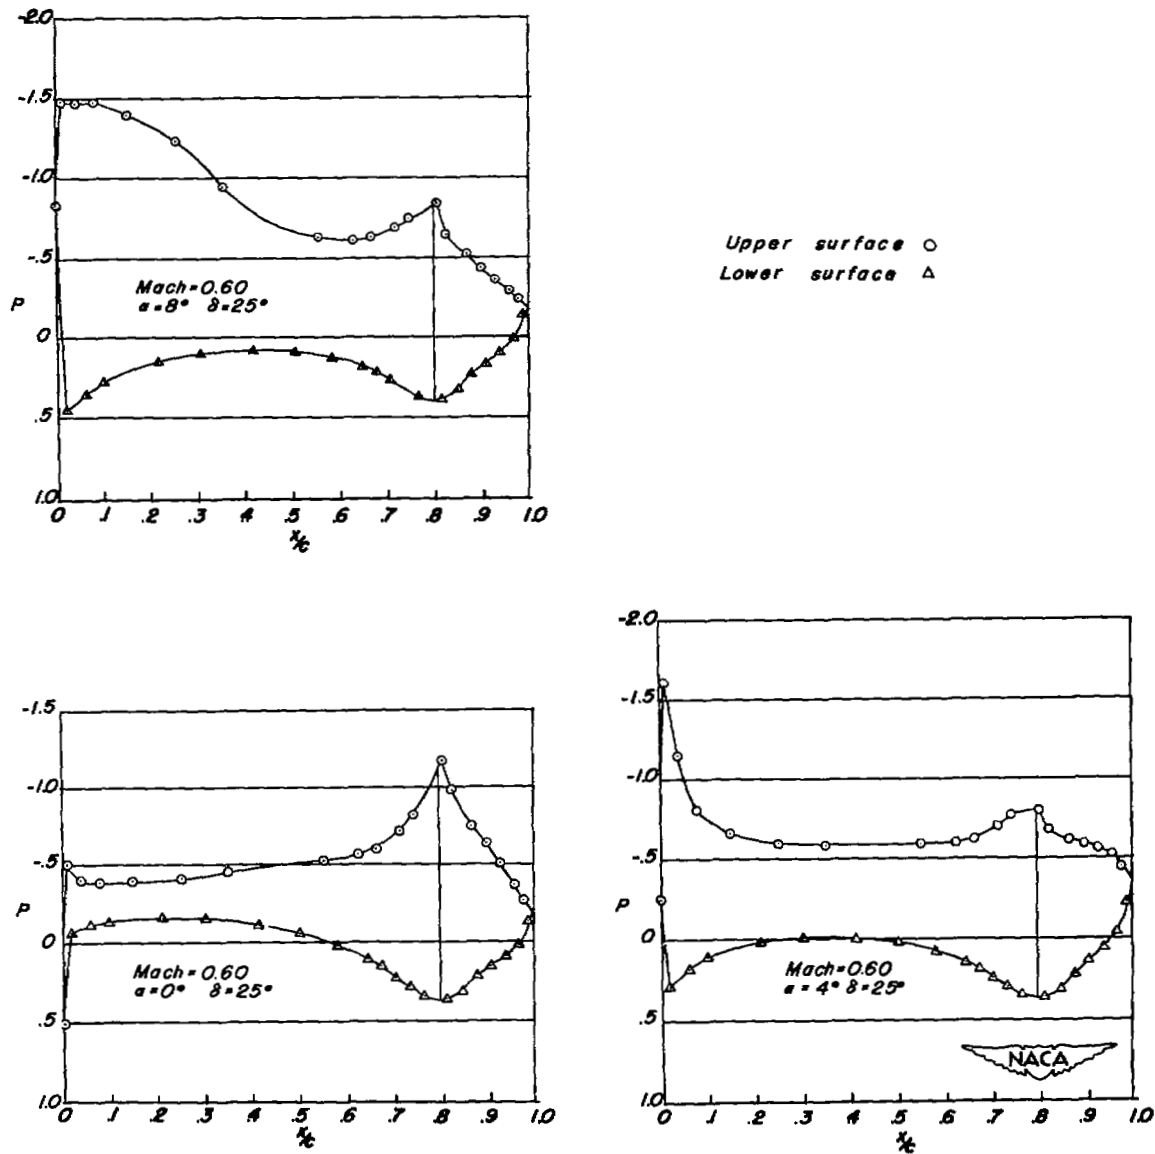 -2.0
-1.5
-1.0
-.5
P
0
.5
1.0
Mach=0.60
α=8° δ=25°
0 .1 .2 .3 .4 .5 .6 .7 .8 .9 1.0
x/c
Upper surface ○
Lower surface △
-1.5
-1.0
-.5
P
0
.5
1.0
Mach=0.60
α=0° δ=25°
0 .1 .2 .3 .4 .5 .6 .7 .8 .9 1.0
x/c
-2.0
-1.5
-1.0
-.5
P
0
.5
1.0
Mach=0.60
α=4° δ=25°
NACA
0 .1 .2 .3 .4 .5 .6 .7 .8 .9 1.0
x/c